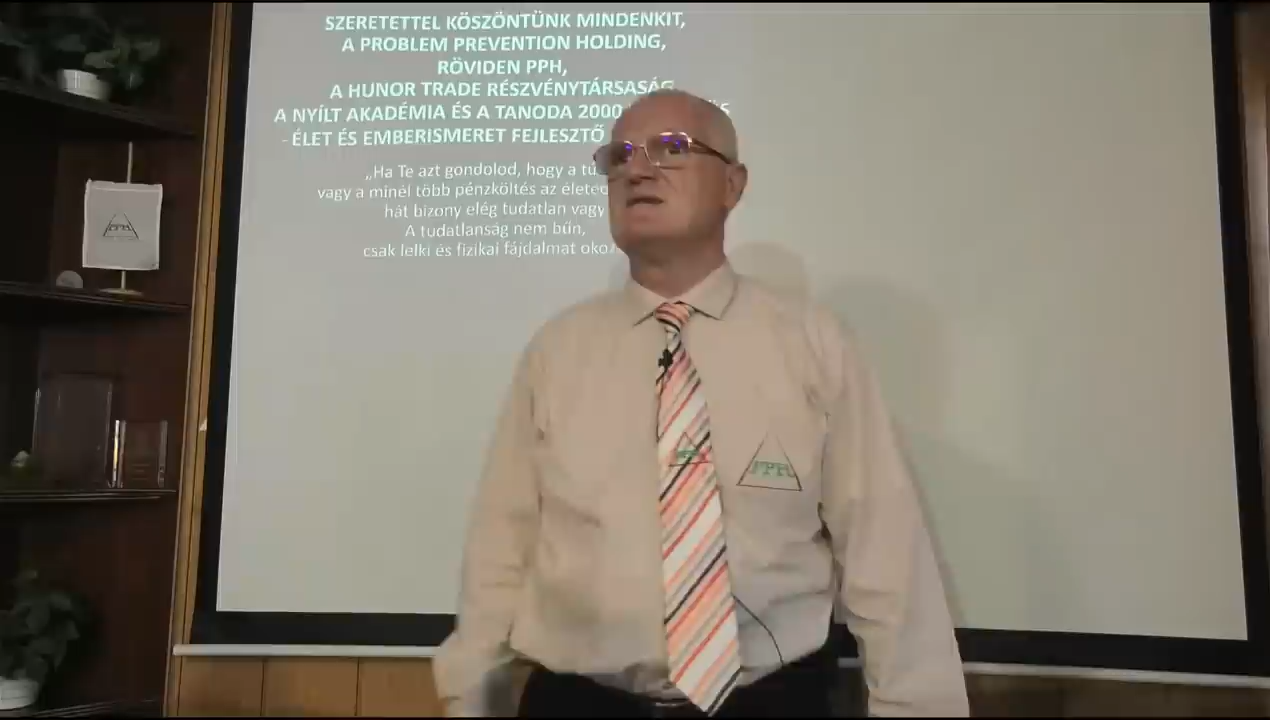 SZERETETTEL KÖSZÖNTÜNK MINDENKIT,
A PROBLEM PREVENTION HOLDING,
RÖVIDEN PPH,
A HUNOR TRADE RÉSZVÉNYTÁRSASÁG
A NYÍLT AKADÉMIA ÉS A TANODA 2000
- ÉLET ÉS EMBERISMERET FEJLESZTŐ
„Ha Te azt gondolod, hogy a
vagy a minél több pénzköltés az
hát bizony elég tudatlan vagy
A tudatlanság nem bűn,
csak lelki és fizikai fájdalmat
PPH
PPH